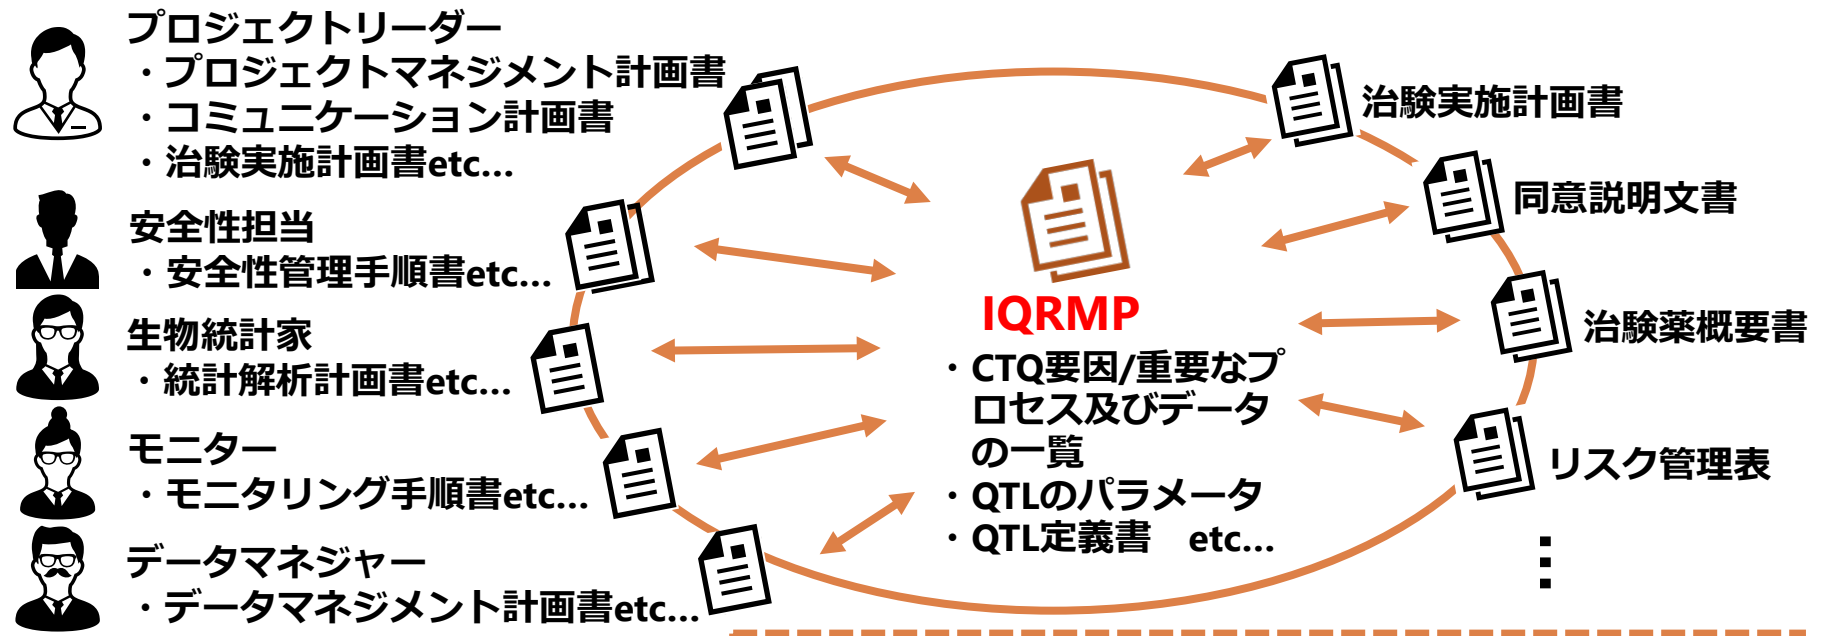 プロジェクトリーダー
・プロジェクトマネジメント計画書
・コミュニケーション計画書
・治験実施計画書etc...
安全性担当
・安全性管理手順書etc...
生物統計家
・統計解析計画書etc...
モニター
・モニタリング手順書etc...
データマネジャー
・データマネジメント計画書etc...
IQRMP
・CTQ要因/重要なプ
ロセス及びデータ
の一覧
・QTLのパラメータ
・QTL定義書　etc...
治験実施計画書
同意説明文書
治験薬概要書
リスク管理表
⋮